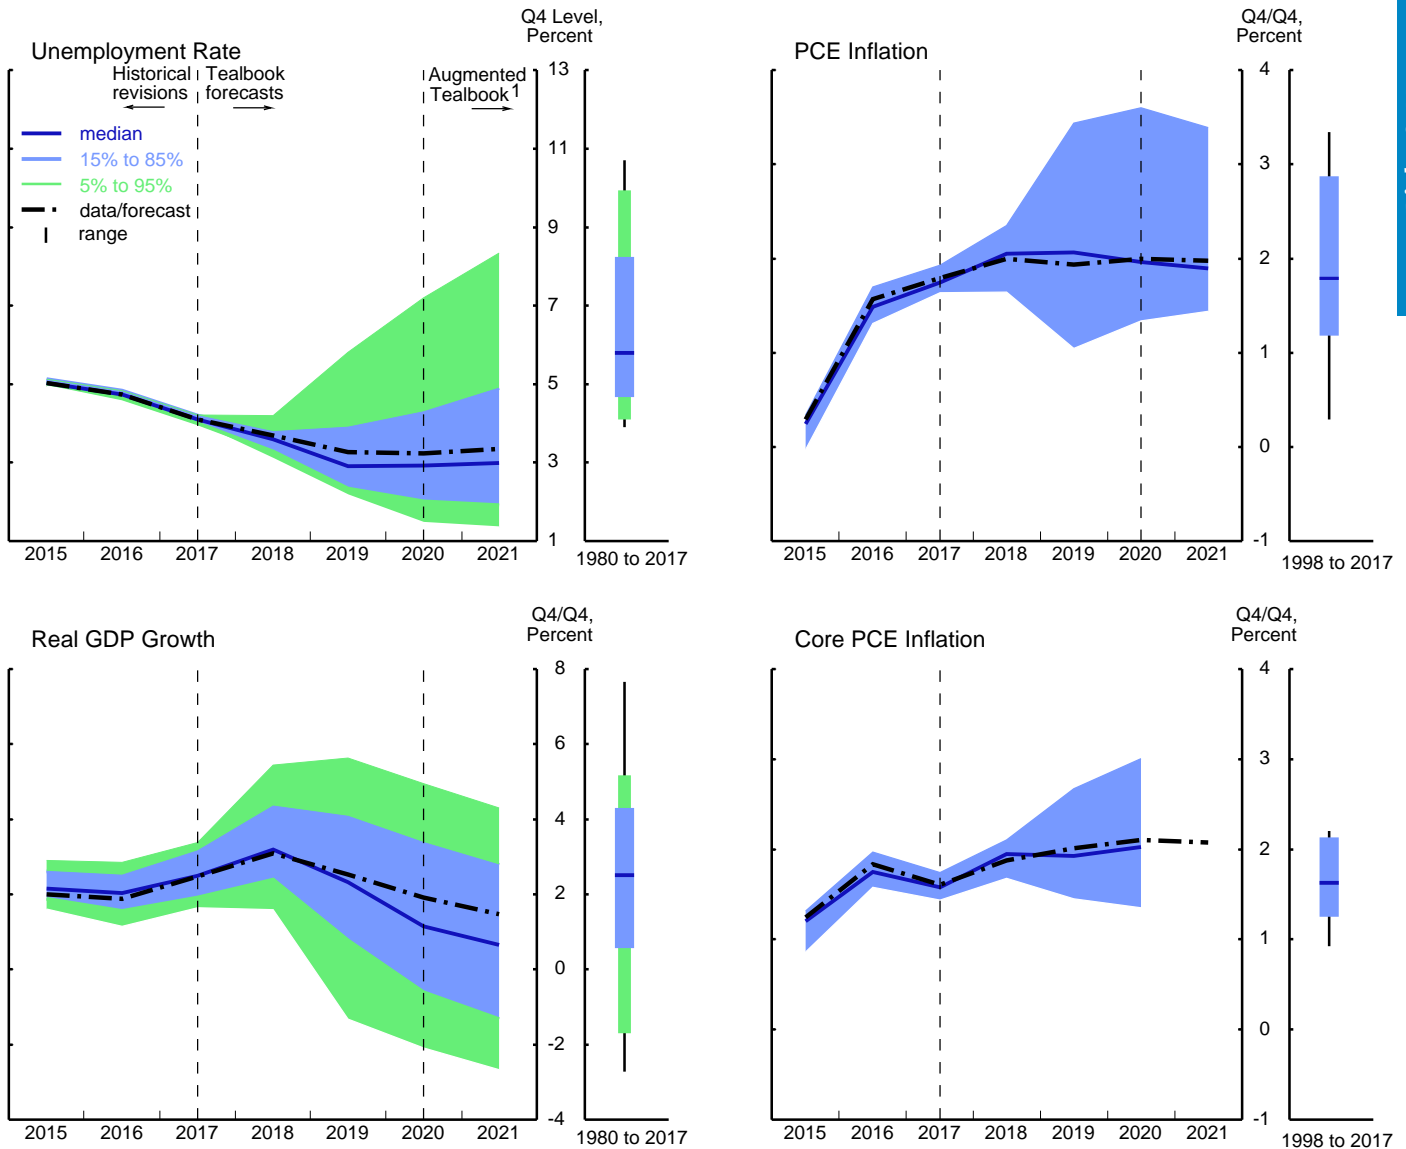 Q4 Level,
Percent
Unemployment Rate
Historical
revisions
Tealbook
forecasts
Augmented
Tealbook 1
median
15% to 85%
5% to 95%
data/forecast
range
13
11
9
7
5
3
1
2015 2016 2017 2018 2019 2020 2021
1980 to 2017
Q4/Q4,
Percent
PCE Inflation
4
3
2
1
0
-1
2015 2016 2017 2018 2019 2020 2021
1998 to 2017
Q4/Q4,
Percent
Real GDP Growth
8
6
4
2
0
-2
-4
2015 2016 2017 2018 2019 2020 2021
1980 to 2017
Q4/Q4,
Percent
Core PCE Inflation
4
3
2
1
0
-1
2015 2016 2017 2018 2019 2020 2021
1998 to 2017